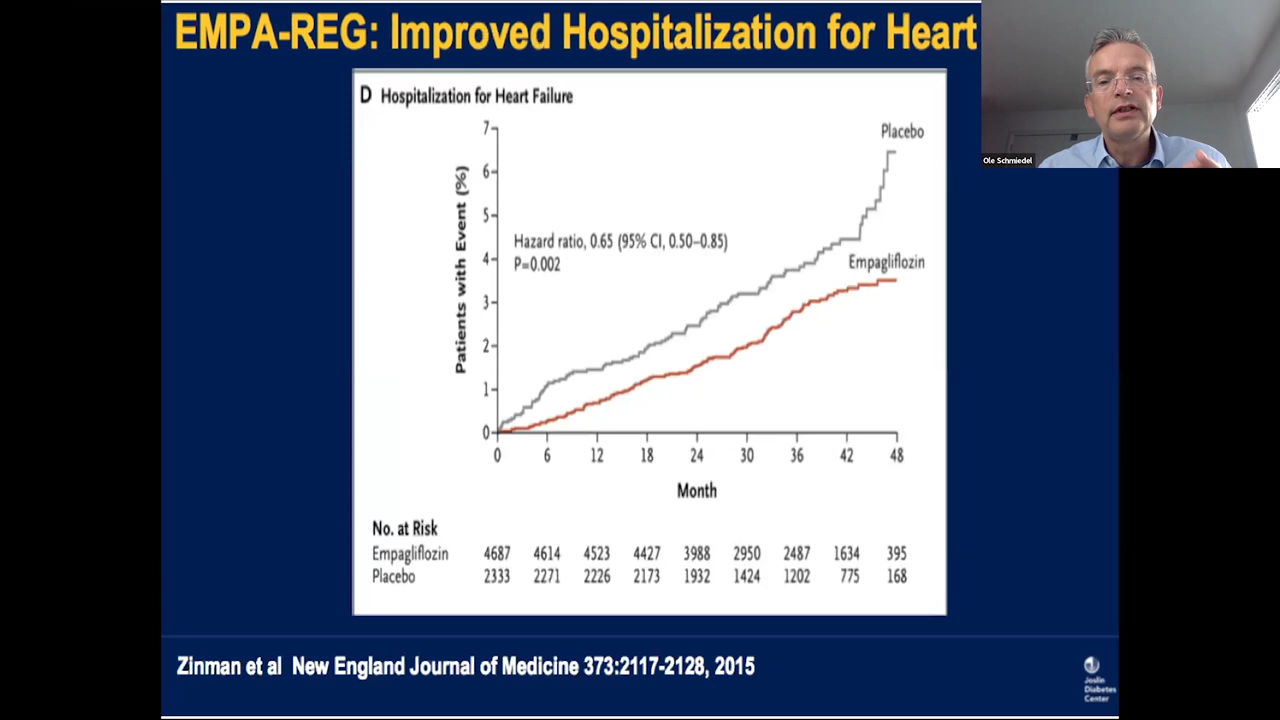 EMPA-REG: Improved Hospitalization for Heart
Ole Schmiedel
D Hospitalization for Heart Failure
Patients with Event (%)
7
6
5
4
3
2
1
0
Placebo
Hazard ratio, 0.65 (95% CI, 0.50–0.85)
P=0.002
Empagliflozin
0 6 12 18 24 30 36 42 48
Month
No. at Risk
Empagliflozin 4687 4614 4523 4427 3988 2950 2487 1634 395
Placebo 2333 2271 2226 2173 1932 1424 1202 775 168
Zinman et al New England Journal of Medicine 373:2117-2128, 2015
Joslin
Diabetes
Center